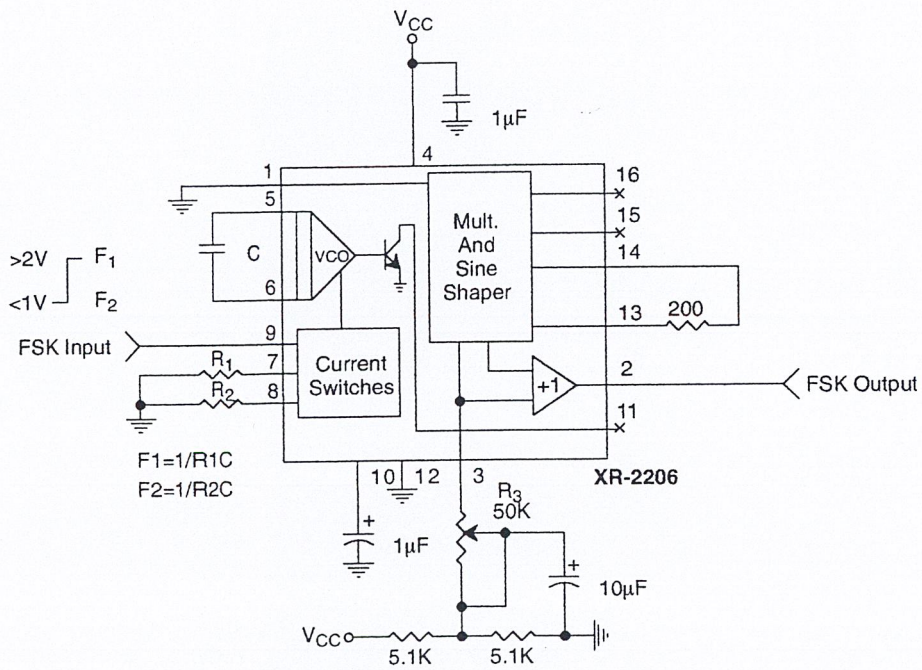 VCC
1µF
4
1
16
5
15
Mult.
And
Sine
Shaper
14
>2V
F1
C
VCO
<1V
F2
6
13
200
FSK Input
9
R1
7
Current
Switches
+1
2
FSK Output
R2
8
11
F1=1/R1C
F2=1/R2C
10
12
3
XR-2206
R3
50K
+
1µF
+
10µF
VCC
5.1K
5.1K